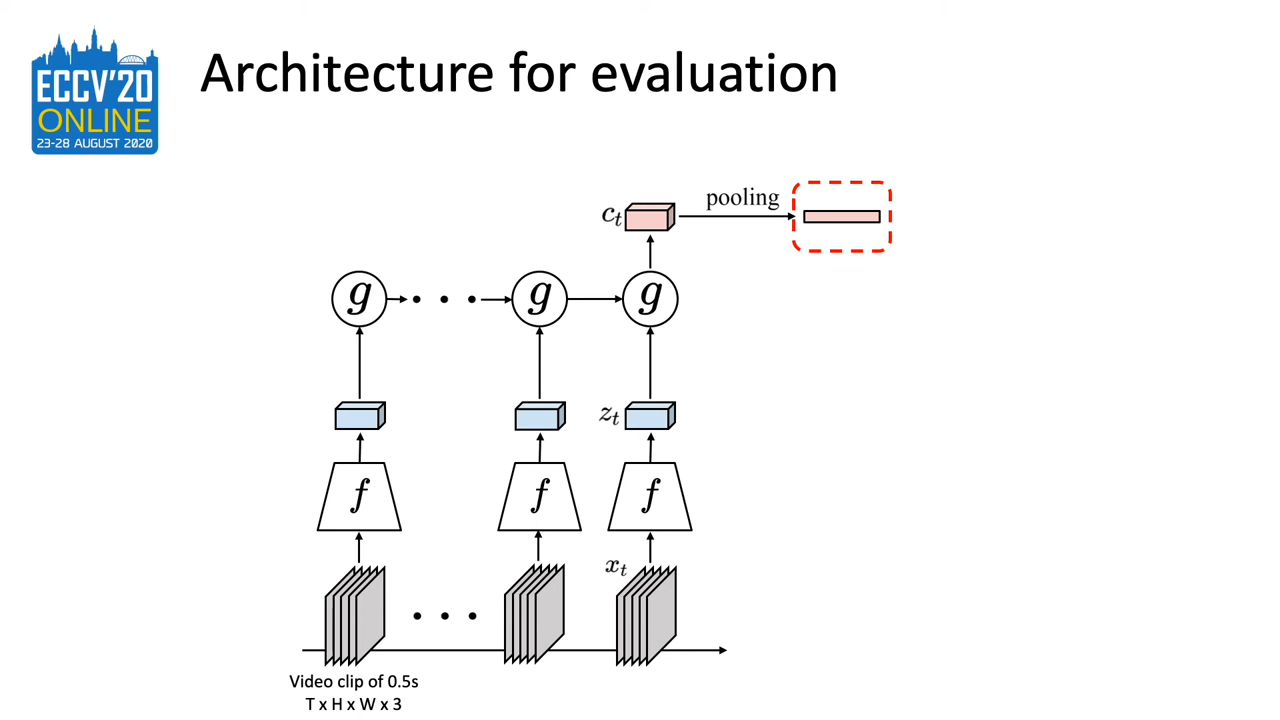 ECCV'20
ONLINE
23-28 AUGUST 2020
Architecture for evaluation
c_t
pooling
g
g
g
z_t
f
f
f
x_t
Video clip of 0.5s
T x H x W x 3